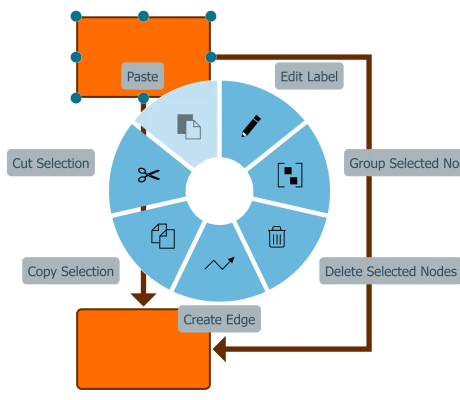 Paste
Edit Label
Cut Selection
Group Selected No
Copy Selection
Delete Selected Nodes
Create Edge